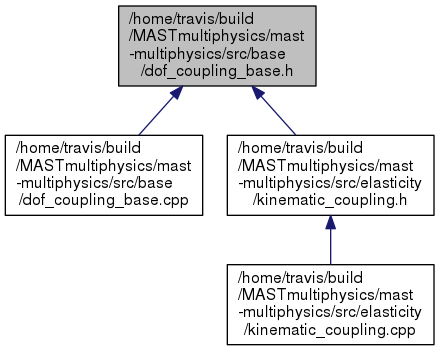 /home/travis/build
/MASTmultiphysics/mast
-multiphysics/src/base
/dof_coupling_base.h
/home/travis/build
/MASTmultiphysics/mast
-multiphysics/src/base
/dof_coupling_base.cpp
/home/travis/build
/MASTmultiphysics/mast
-multiphysics/src/elasticity
/kinematic_coupling.h
/home/travis/build
/MASTmultiphysics/mast
-multiphysics/src/elasticity
/kinematic_coupling.cpp